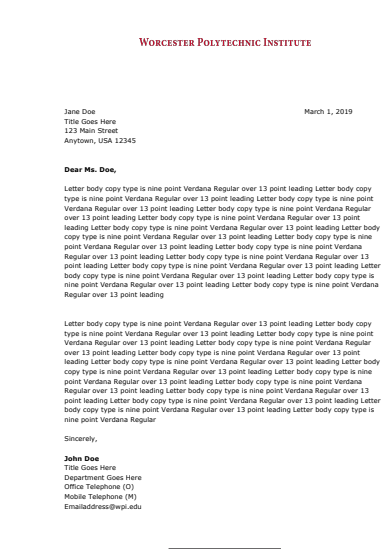 Worcester Polytechnic Institute
Jane Doe March 1, 2019
Title Goes Here
123 Main Street
Anytown, USA 12345
Dear Ms. Doe,
Letter body copy type is nine point Verdana Regular over 13 point leading Letter body copy
type is nine point Verdana Regular over 13 point leading Letter body copy type is nine point
Verdana Regular over 13 point leading Letter body copy type is nine point Verdana Regular
over 13 point leading Letter body copy type is nine point Verdana Regular over 13 point
leading Letter body copy type is nine point Verdana Regular over 13 point leading Letter body
copy type is nine point Verdana Regular over 13 point leading Letter body copy type is nine
point Verdana Regular over 13 point leading Letter body copy type is nine point Verdana
Regular over 13 point leading Letter body copy type is nine point Verdana Regular over 13
point leading Letter body copy type is nine point Verdana Regular over 13 point leading Letter
body copy type is nine point Verdana Regular over 13 point leading Letter body copy type is
nine point Verdana Regular over 13 point leading Letter body copy type is nine point Verdana
Regular over 13 point leading
Letter body copy type is nine point Verdana Regular over 13 point leading Letter body copy
type is nine point Verdana Regular over 13 point leading Letter body copy type is nine point
Verdana Regular over 13 point leading Letter body copy type is nine point Verdana Regular
over 13 point leading Letter body copy type is nine point Verdana Regular over 13 point
leading Letter body copy type is nine point Verdana Regular over 13 point leading Letter body
copy type is nine point Verdana Regular over 13 point leading Letter body copy type is nine
point Verdana Regular over 13 point leading Letter body copy type is nine point Verdana
Regular over 13 point leading Letter body copy type is nine point Verdana Regular over 13
point leading Letter body copy type is nine point Verdana Regular over 13 point leading Letter
body copy type is nine point Verdana Regular over 13 point leading Letter body copy type is
nine point Verdana Regular
Sincerely,
John Doe
Title Goes Here
Department Goes Here
Office Telephone (O)
Mobile Telephone (M)
Emailaddress@wpi.edu